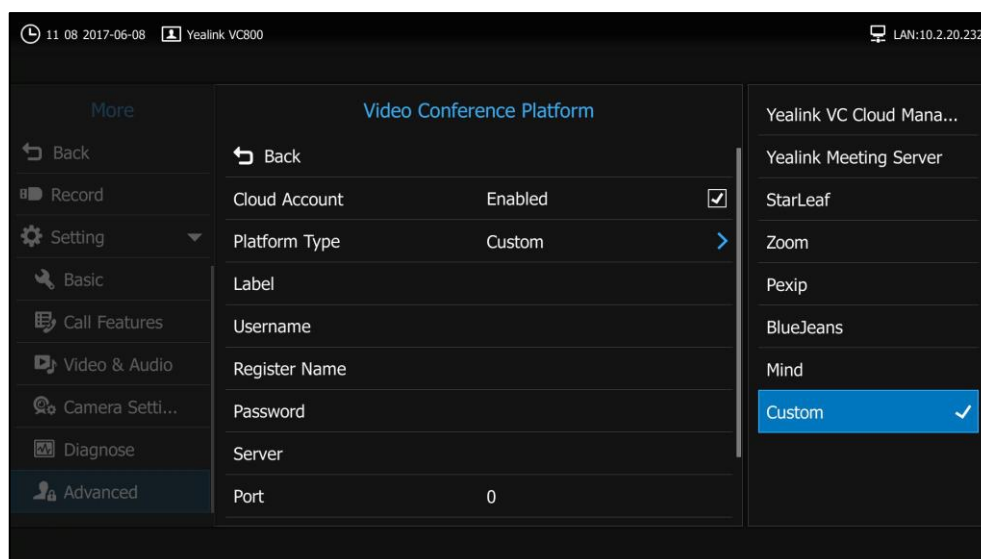 11 08 2017-06-08 Yealink VC800 LAN:10.2.20.232
More
Back
Record
Setting
Basic
Call Features
Video & Audio
Camera Setti...
Diagnose
Advanced
Video Conference Platform
Back
Cloud Account Enabled
Platform Type Custom
Label
Username
Register Name
Password
Server
Port 0
Yealink VC Cloud Mana...
Yealink Meeting Server
StarLeaf
Zoom
Pexip
BlueJeans
Mind
Custom